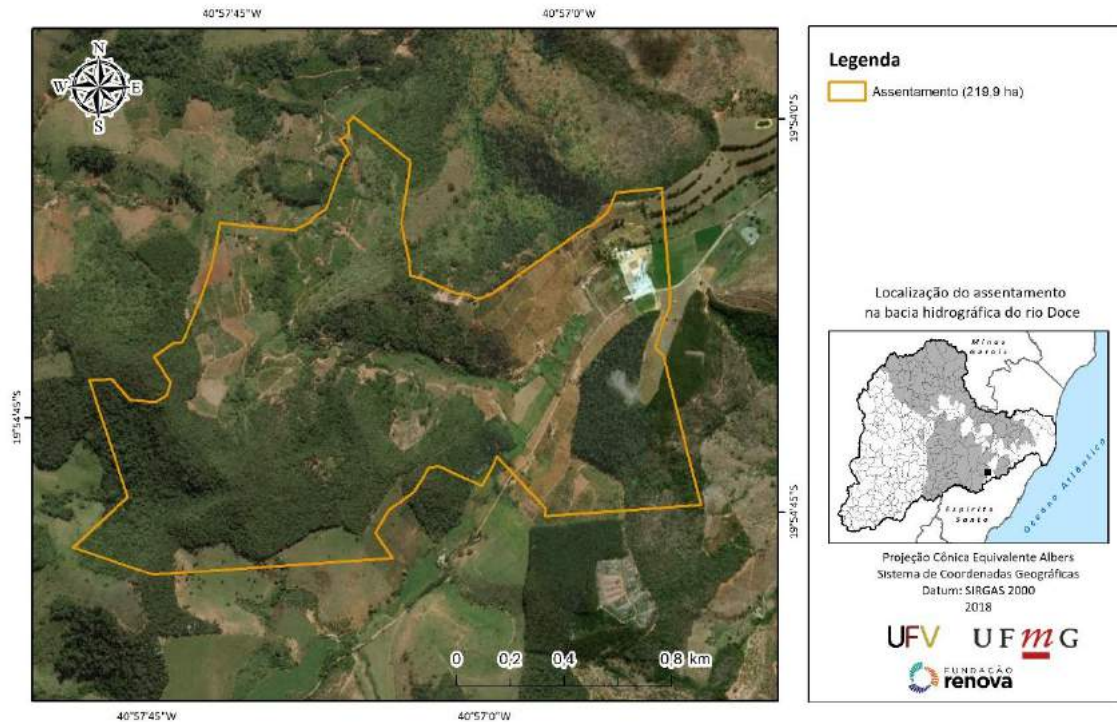 40°57'45"W
40°57'0"W
N
W
E
S
19°54'0"S
19°54'45"S
19°54'45"S
0
0,2
0,4
0,8 km
40°57'45"W
40°57'0"W
Legenda
Assentamento (219,9 ha)
Localização do assentamento
na bacia hidrográfica do rio Doce
Minas
Gerais
Espírito
Santo
Oceano Atlântico
Projeção Cônica Equivalente Albers
Sistema de Coordenadas Geográficas
Datum: SIRGAS 2000
2018
UFV
UFmG
FUNDAÇÃO
renova